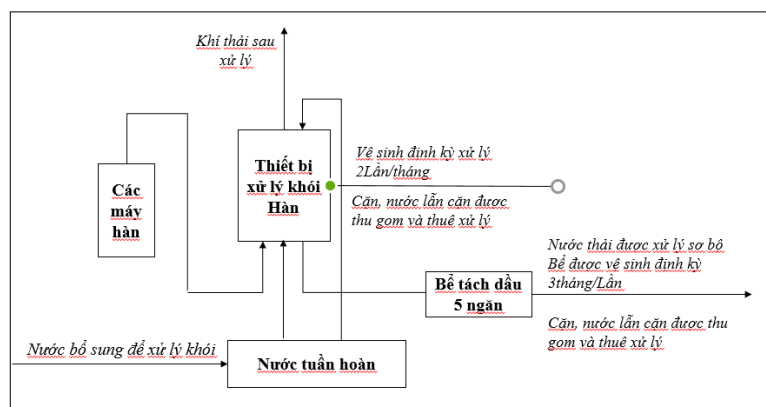 Khí thải sau
xử lý
Thiết bị
xử lý khói
Hàn
Các
máy
hàn
Vệ sinh định kỳ xử lý
2Lần/tháng
Căn, nước lẫn cặn được
thu gom và thuê xử lý
Bể tách dầu
5 ngăn
Nước thải được xử lý sơ bộ
Bể được vệ sinh định kỳ
3tháng/Lần
Căn, nước lẫn cặn được thu
gom và thuê xử lý
Nước bổ sung để xử lý khói
Nước tuần hoàn